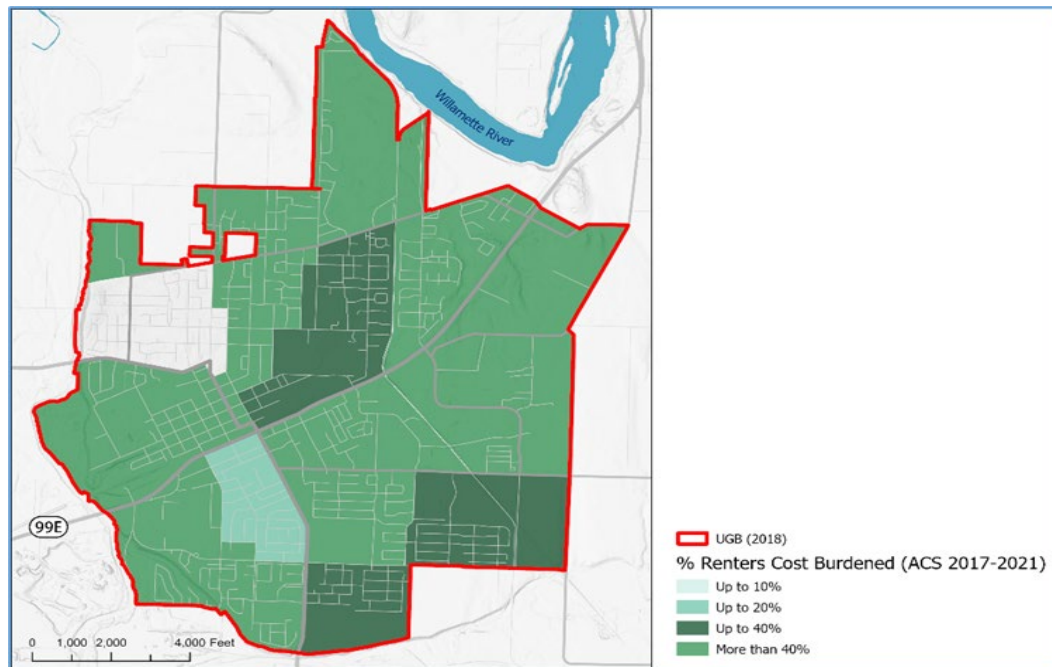 Willamette River
99E
0 1,000 2,000 4,000 Feet
UGB (2018)
% Renters Cost Burdened (ACS 2017-2021)
Up to 10%
Up to 20%
Up to 40%
More than 40%